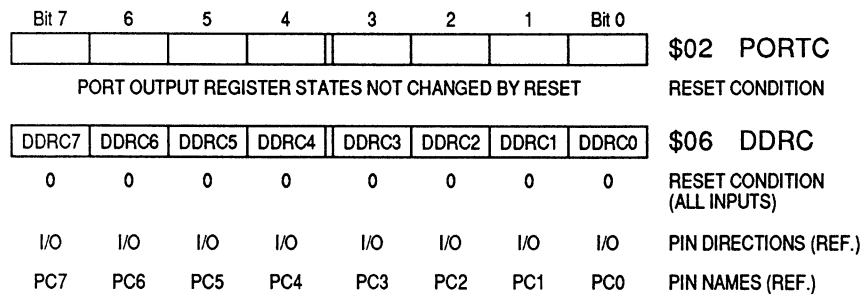 Bit 7 6 5 4 3 2 1 Bit 0
$02 PORTC
PORT OUTPUT REGISTER STATES NOT CHANGED BY RESET RESET CONDITION
DDRC7 DDRC6 DDRC5 DDRC4 DDRC3 DDRC2 DDRC1 DDRC0 $06 DDRC
0 0 0 0 0 0 0 0 RESET CONDITION
(ALL INPUTS)
I/O I/O I/O I/O I/O I/O I/O I/O PIN DIRECTIONS (REF.)
PC7 PC6 PC5 PC4 PC3 PC2 PC1 PC0 PIN NAMES (REF.)